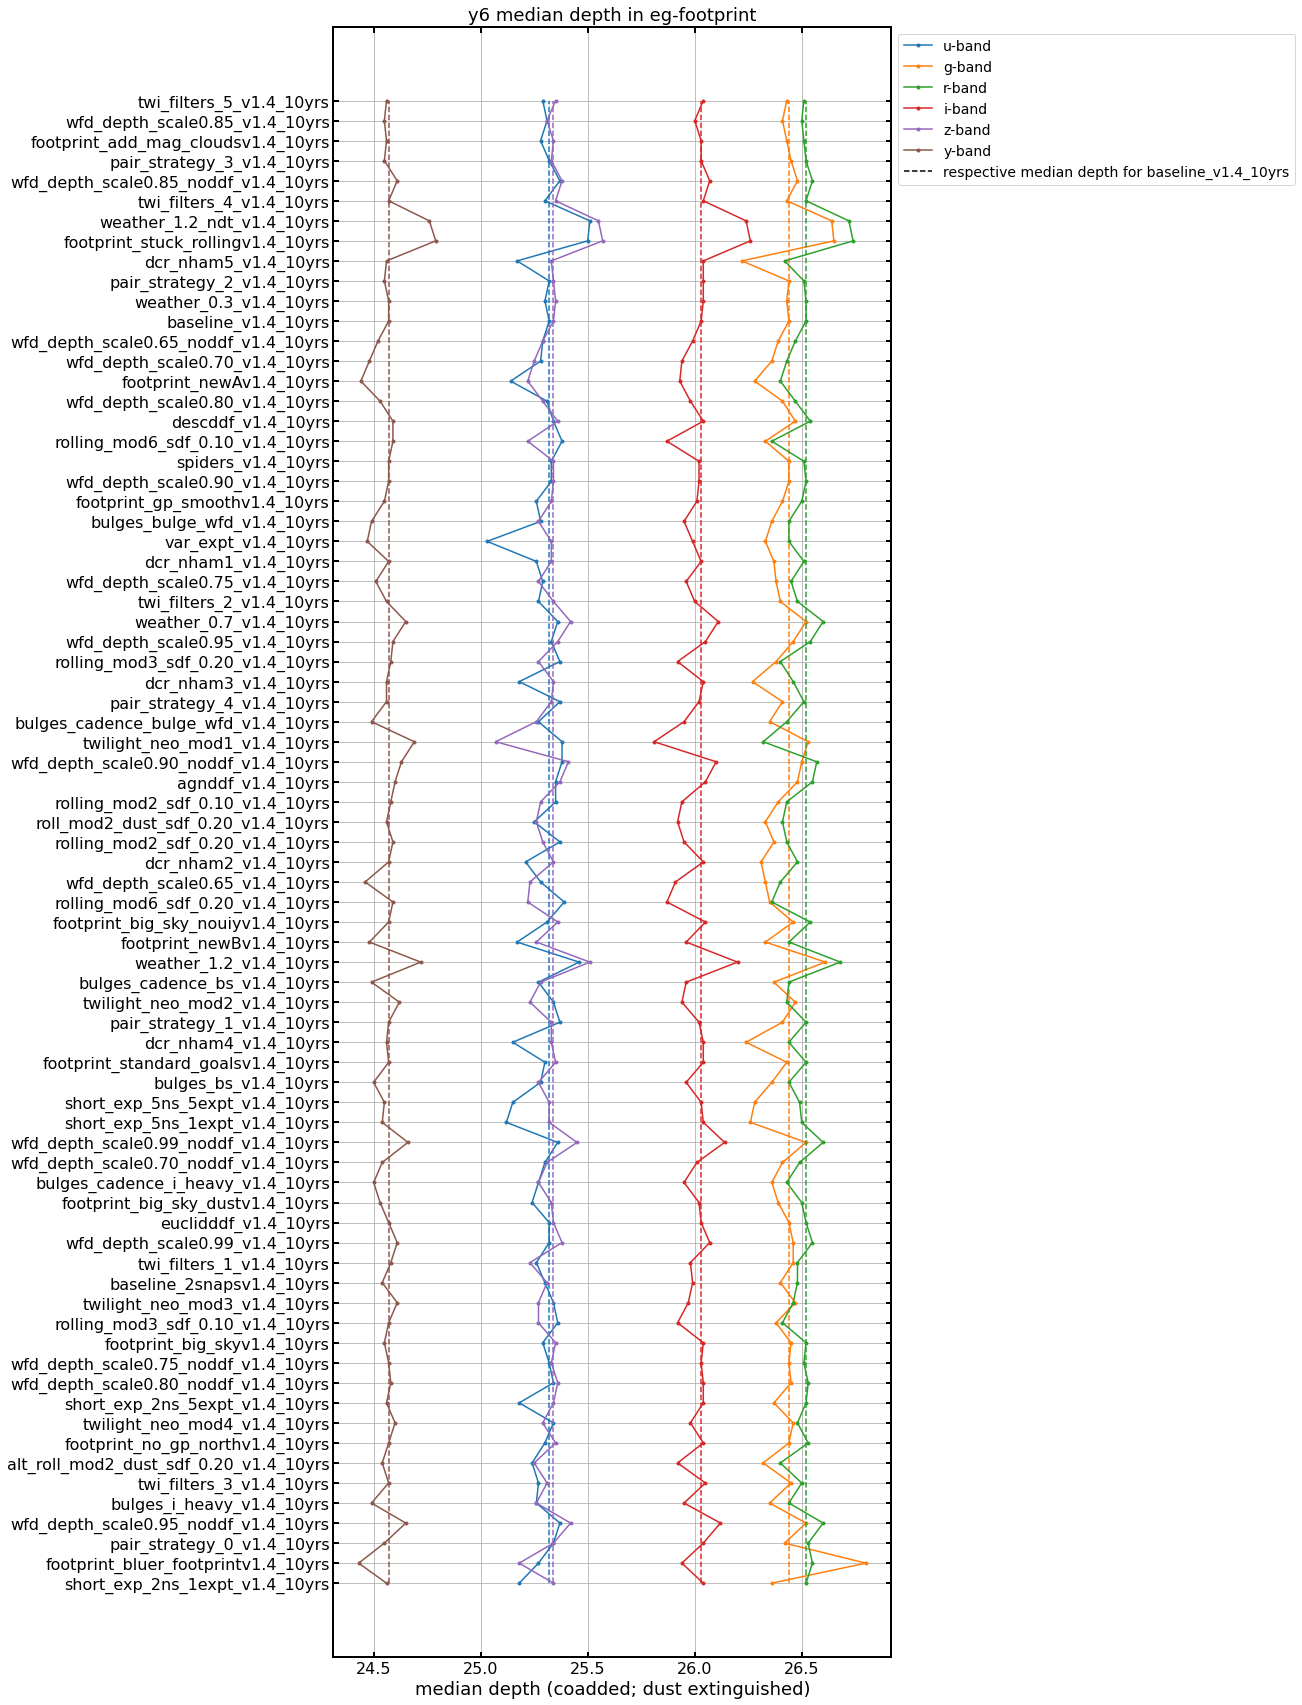 y6 median depth in eg-footprint
u-band
g-band
r-band
i-band
z-band
y-band
respective median depth for baseline_v1.4_10yrs
twi_filters_5_v1.4_10yrs
wfd_depth_scale0.85_v1.4_10yrs
footprint_add_mag_cloudsv1.4_10yrs
pair_strategy_3_v1.4_10yrs
wfd_depth_scale0.85_noddf_v1.4_10yrs
twi_filters_4_v1.4_10yrs
weather_1.2_ndt_v1.4_10yrs
footprint_stuck_rollingv1.4_10yrs
dcr_nham5_v1.4_10yrs
pair_strategy_2_v1.4_10yrs
weather_0.3_v1.4_10yrs
baseline_v1.4_10yrs
wfd_depth_scale0.65_noddf_v1.4_10yrs
wfd_depth_scale0.70_v1.4_10yrs
footprint_newAv1.4_10yrs
wfd_depth_scale0.80_v1.4_10yrs
descddf_v1.4_10yrs
rolling_mod6_sdf_0.10_v1.4_10yrs
spiders_v1.4_10yrs
wfd_depth_scale0.90_v1.4_10yrs
footprint_gp_smoothv1.4_10yrs
bulges_bulge_wfd_v1.4_10yrs
var_expt_v1.4_10yrs
dcr_nham1_v1.4_10yrs
wfd_depth_scale0.75_v1.4_10yrs
twi_filters_2_v1.4_10yrs
weather_0.7_v1.4_10yrs
wfd_depth_scale0.95_v1.4_10yrs
rolling_mod3_sdf_0.20_v1.4_10yrs
dcr_nham3_v1.4_10yrs
pair_strategy_4_v1.4_10yrs
bulges_cadence_bulge_wfd_v1.4_10yrs
twilight_neo_mod1_v1.4_10yrs
wfd_depth_scale0.90_noddf_v1.4_10yrs
agnddf_v1.4_10yrs
rolling_mod2_sdf_0.10_v1.4_10yrs
roll_mod2_dust_sdf_0.20_v1.4_10yrs
rolling_mod2_sdf_0.20_v1.4_10yrs
dcr_nham2_v1.4_10yrs
wfd_depth_scale0.65_v1.4_10yrs
rolling_mod6_sdf_0.20_v1.4_10yrs
footprint_big_sky_nouiyv1.4_10yrs
footprint_newBv1.4_10yrs
weather_1.2_v1.4_10yrs
bulges_cadence_bs_v1.4_10yrs
twilight_neo_mod2_v1.4_10yrs
pair_strategy_1_v1.4_10yrs
dcr_nham4_v1.4_10yrs
footprint_standard_goalsv1.4_10yrs
bulges_bs_v1.4_10yrs
short_exp_5ns_5expt_v1.4_10yrs
short_exp_5ns_1expt_v1.4_10yrs
wfd_depth_scale0.99_noddf_v1.4_10yrs
wfd_depth_scale0.70_noddf_v1.4_10yrs
bulges_cadence_i_heavy_v1.4_10yrs
footprint_big_sky_dustv1.4_10yrs
euclidddf_v1.4_10yrs
wfd_depth_scale0.99_v1.4_10yrs
twi_filters_1_v1.4_10yrs
baseline_2snapsv1.4_10yrs
twilight_neo_mod3_v1.4_10yrs
rolling_mod3_sdf_0.10_v1.4_10yrs
footprint_big_skyv1.4_10yrs
wfd_depth_scale0.75_noddf_v1.4_10yrs
wfd_depth_scale0.80_noddf_v1.4_10yrs
short_exp_2ns_5expt_v1.4_10yrs
twilight_neo_mod4_v1.4_10yrs
footprint_no_gp_northv1.4_10yrs
alt_roll_mod2_dust_sdf_0.20_v1.4_10yrs
twi_filters_3_v1.4_10yrs
bulges_i_heavy_v1.4_10yrs
wfd_depth_scale0.95_noddf_v1.4_10yrs
pair_strategy_0_v1.4_10yrs
footprint_bluer_footprintv1.4_10yrs
short_exp_2ns_1expt_v1.4_10yrs
24.5 25.0 25.5 26.0 26.5
median depth (coadded; dust extinguished)